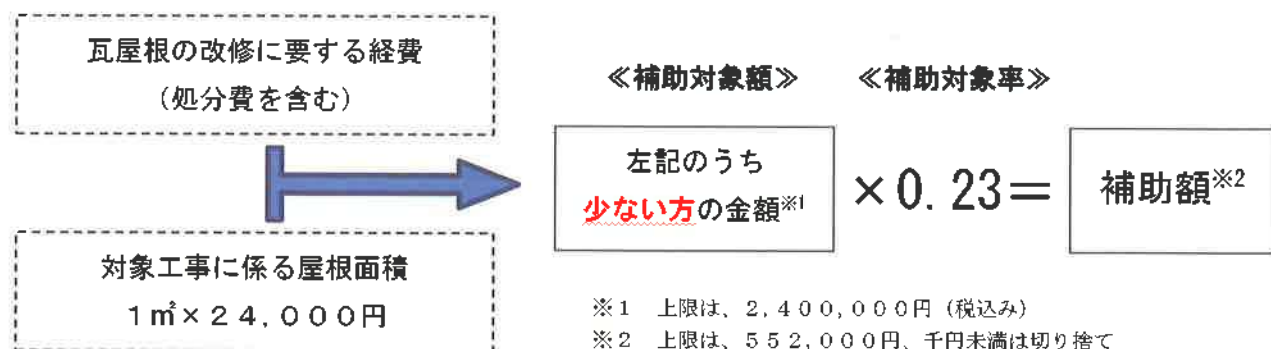 瓦屋根の改修に要する経費
（処分費を含む）
対象工事に係る屋根面積
１㎡×２４，０００円
≪補助対象額≫
左記のうち
少ない方の金額※1
≪補助対象率≫
×0.23＝
補助額※2
※１　上限は、２，４００，０００円（税込み）
※２　上限は、５５２，０００円、千円未満は切り捨て